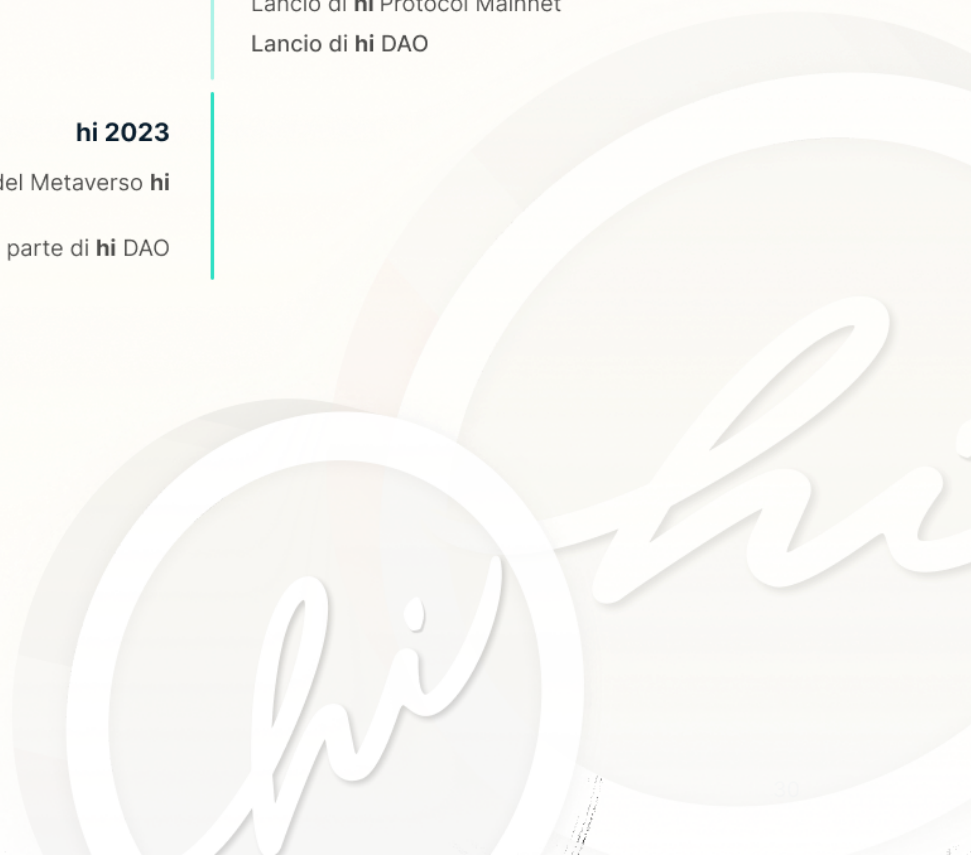 Lancio di hi Protocol Mainnet
Lancio di hi DAO
hi 2023
del Metaverso hi
parte di hi DAO
hi
hi